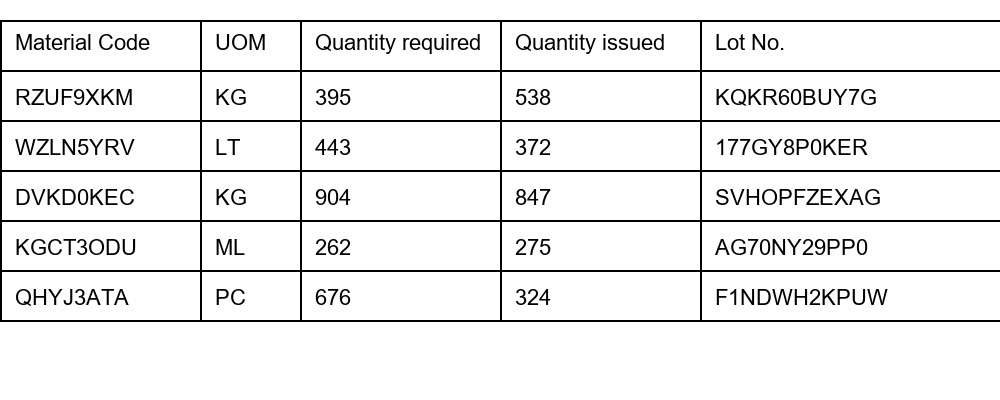 Material Code UOM Quantity required Quantity issued Lot No.
RZUF9XKM KG 395 538 KQKR60BUY7G
WZLN5YRV LT 443 372 177GY8P0KER
DVKD0KEC KG 904 847 SVHOPFZEXAG
KGCT3ODU ML 262 275 AG70NY29PP0
QHYJ3ATA PC 676 324 F1NDWH2KPUW